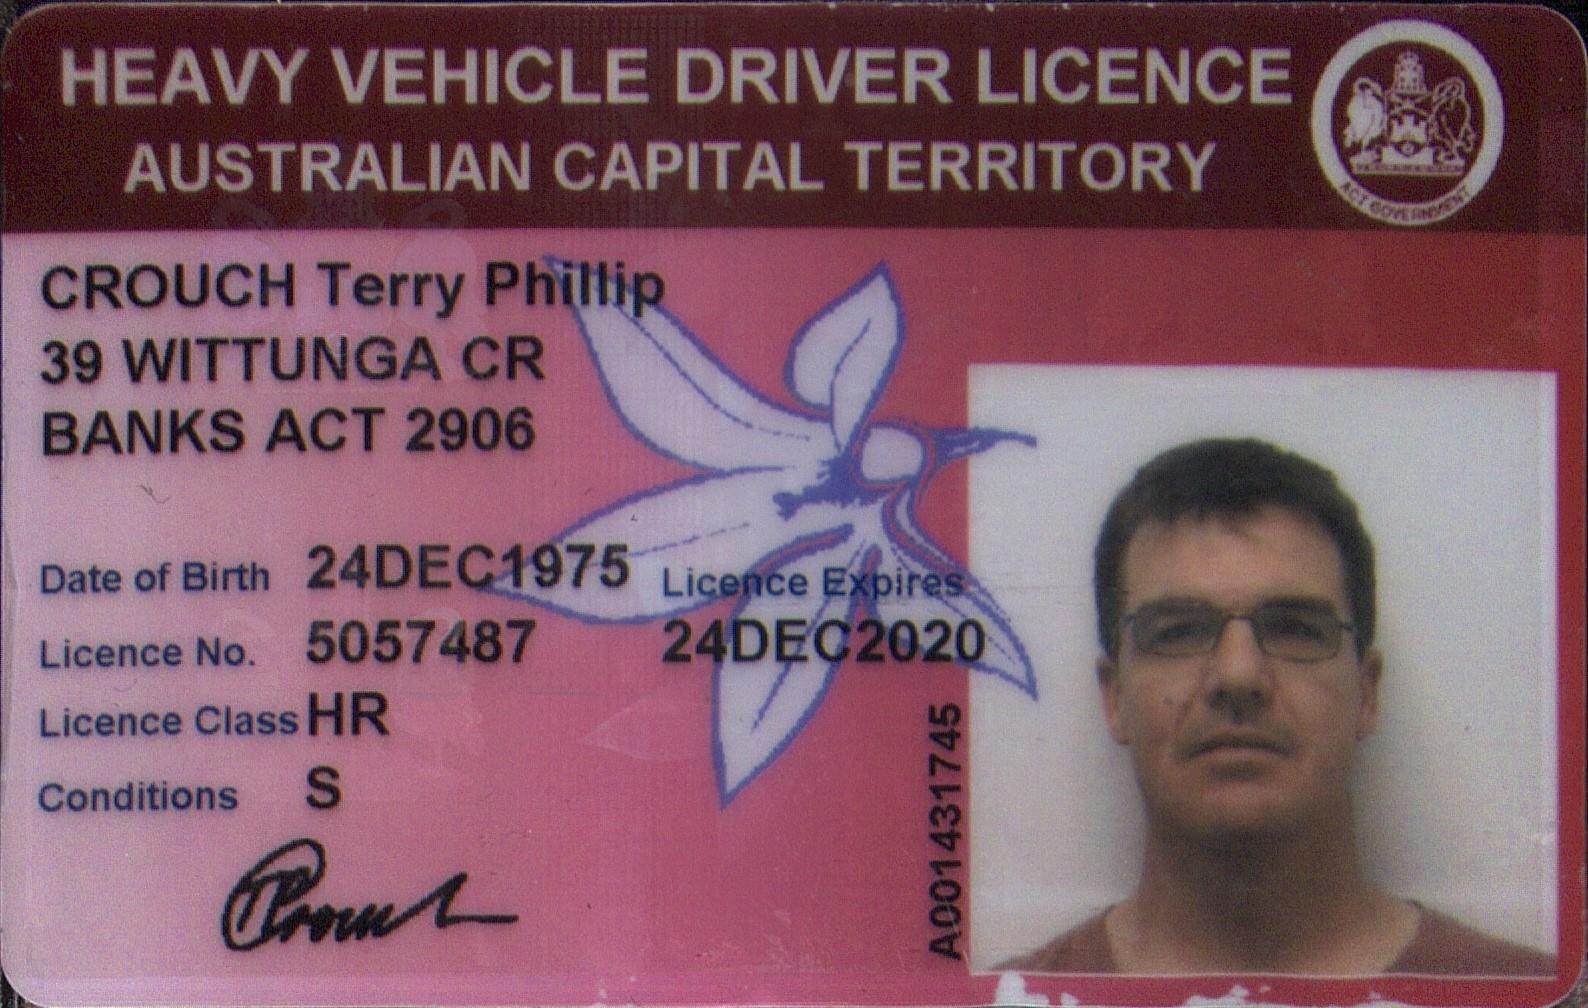 HEAVY VEHICLE DRIVER LICENCE
AUSTRALIAN CAPITAL TERRITORY
ACT GOVERNMENT
CROUCH Terry Phillip
39 WITTUNGA CR
BANKS ACT 2906
Date of Birth 24DEC1975 Licence Expires
Licence No. 5057487 24DEC2020
Licence Class HR
Conditions S
TCrouch
A001431745